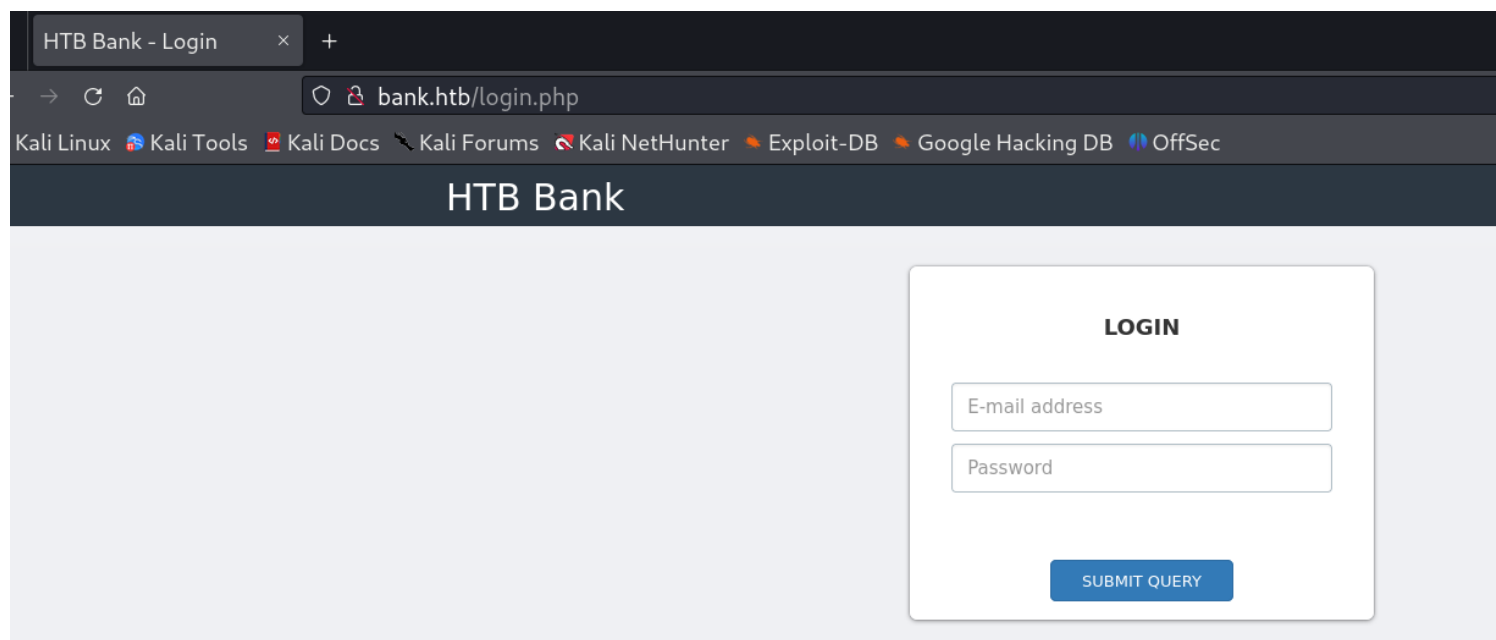 HTB Bank - Login × +
bank.htb/login.php
Kali Linux Kali Tools Kali Docs Kali Forums Kali NetHunter Exploit-DB Google Hacking DB OffSec
HTB Bank
LOGIN
E-mail address
Password
SUBMIT QUERY